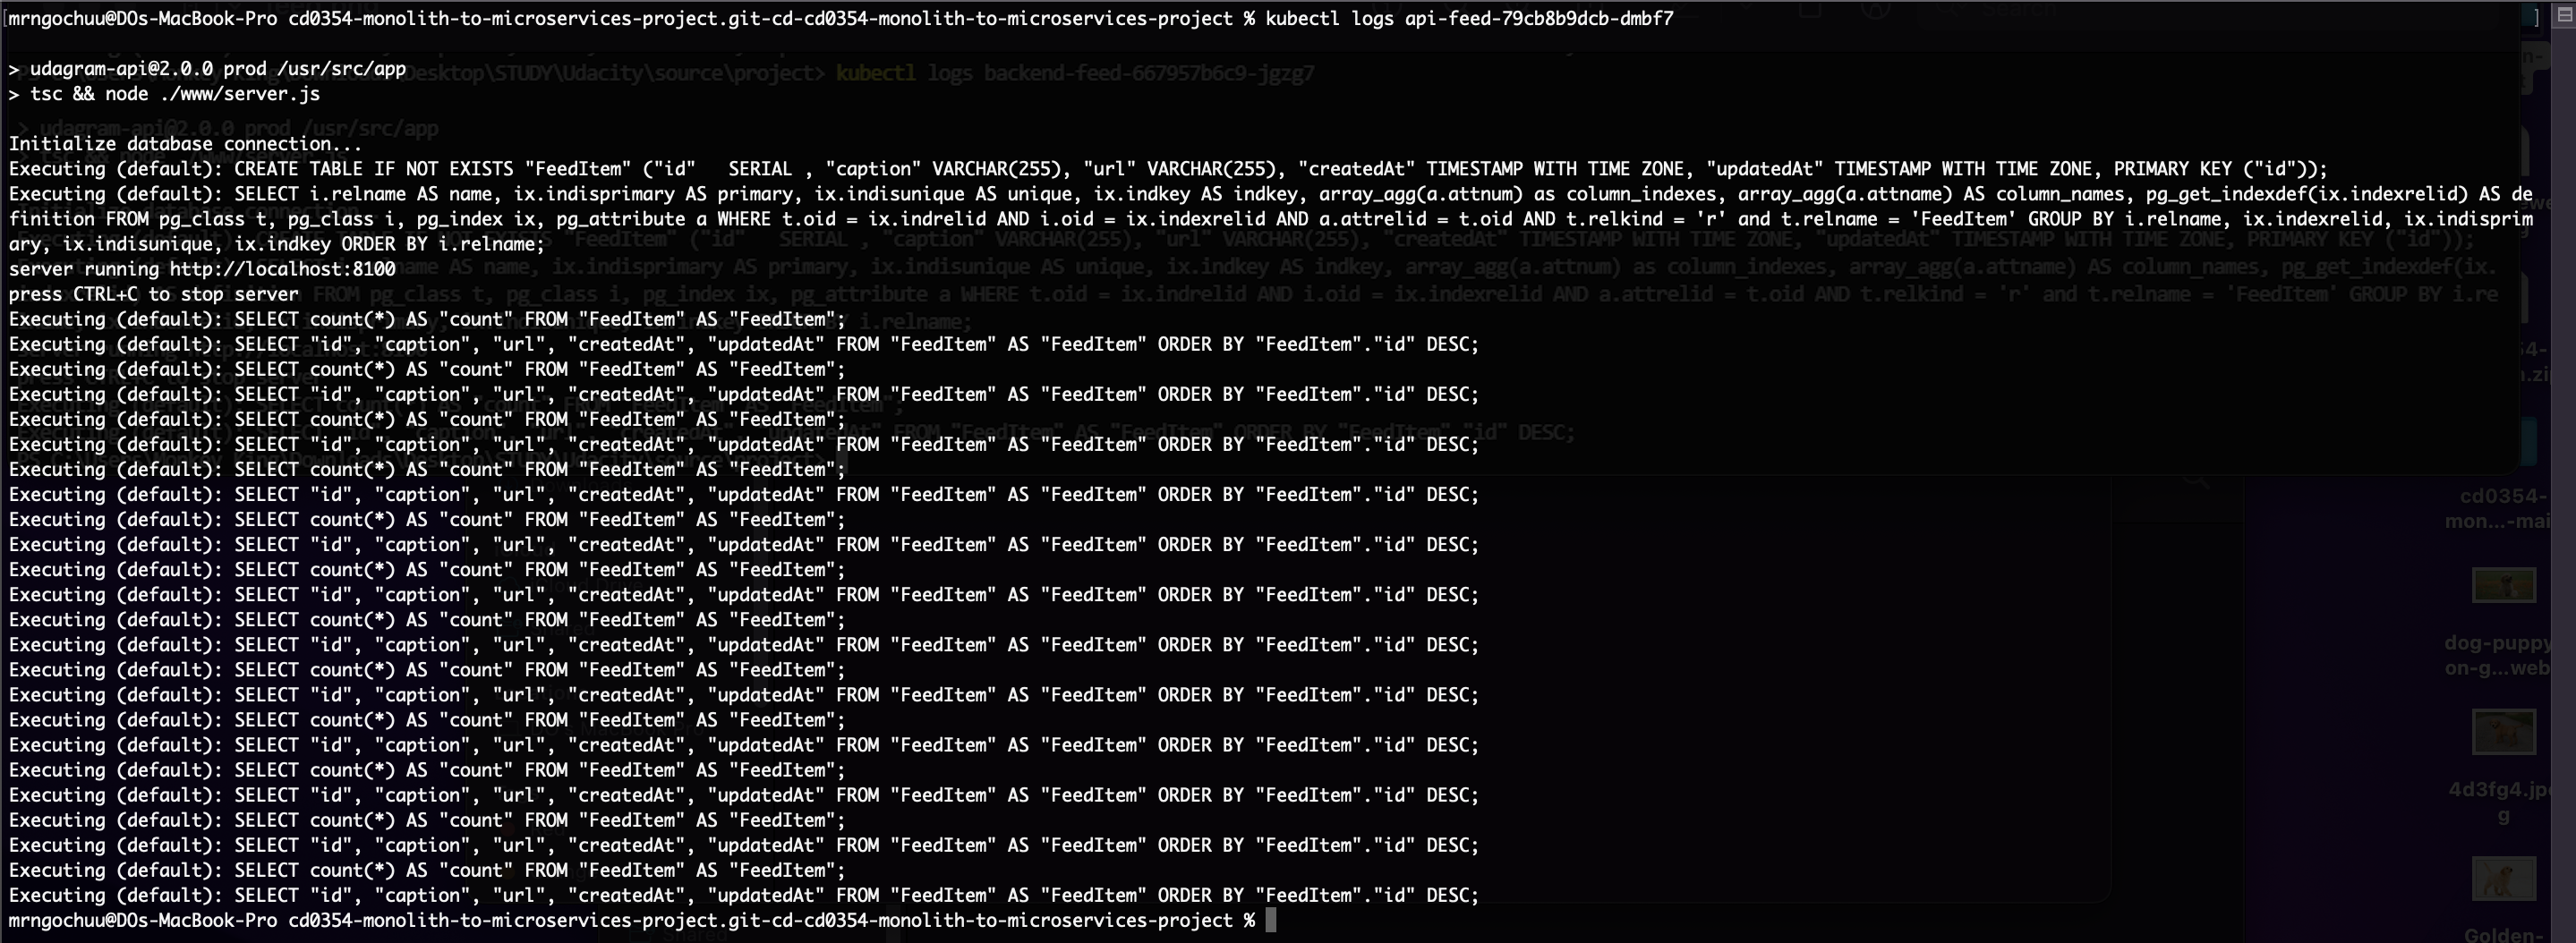 [mrngochuu@DOs-MacBook-Pro cd0354-monolith-to-microservices-project.git-cd-cd0354-monolith-to-microservices-project % kubectl logs api-feed-79cb8b9dcb-dmbf7 ]
> udagram-api@2.0.0 prod /usr/src/app
> tsc && node ./www/server.js
Initialize database connection...
Executing (default): CREATE TABLE IF NOT EXISTS "FeedItem" ("id"   SERIAL , "caption" VARCHAR(255), "url" VARCHAR(255), "createdAt" TIMESTAMP WITH TIME ZONE, "updatedAt" TIMESTAMP WITH TIME ZONE, PRIMARY KEY ("id"));
Executing (default): SELECT i.relname AS name, ix.indisprimary AS primary, ix.indisunique AS unique, ix.indkey AS indkey, array_agg(a.attnum) as column_indexes, array_agg(a.attname) AS column_names, pg_get_indexdef(ix.indexrelid) AS de
finition FROM pg_class t, pg_class i, pg_index ix, pg_attribute a WHERE t.oid = ix.indrelid AND i.oid = ix.indexrelid AND a.attrelid = t.oid AND t.relkind = 'r' and t.relname = 'FeedItem' GROUP BY i.relname, ix.indexrelid, ix.indisprim
ary, ix.indisunique, ix.indkey ORDER BY i.relname;
server running http://localhost:8100
press CTRL+C to stop server
Executing (default): SELECT count(*) AS "count" FROM "FeedItem" AS "FeedItem";
Executing (default): SELECT "id", "caption", "url", "createdAt", "updatedAt" FROM "FeedItem" AS "FeedItem" ORDER BY "FeedItem"."id" DESC;
Executing (default): SELECT count(*) AS "count" FROM "FeedItem" AS "FeedItem";
Executing (default): SELECT "id", "caption", "url", "createdAt", "updatedAt" FROM "FeedItem" AS "FeedItem" ORDER BY "FeedItem"."id" DESC;
Executing (default): SELECT count(*) AS "count" FROM "FeedItem" AS "FeedItem";
Executing (default): SELECT "id", "caption", "url", "createdAt", "updatedAt" FROM "FeedItem" AS "FeedItem" ORDER BY "FeedItem"."id" DESC;
Executing (default): SELECT count(*) AS "count" FROM "FeedItem" AS "FeedItem";
Executing (default): SELECT "id", "caption", "url", "createdAt", "updatedAt" FROM "FeedItem" AS "FeedItem" ORDER BY "FeedItem"."id" DESC;
Executing (default): SELECT count(*) AS "count" FROM "FeedItem" AS "FeedItem";
Executing (default): SELECT "id", "caption", "url", "createdAt", "updatedAt" FROM "FeedItem" AS "FeedItem" ORDER BY "FeedItem"."id" DESC;
Executing (default): SELECT count(*) AS "count" FROM "FeedItem" AS "FeedItem";
Executing (default): SELECT "id", "caption", "url", "createdAt", "updatedAt" FROM "FeedItem" AS "FeedItem" ORDER BY "FeedItem"."id" DESC;
Executing (default): SELECT count(*) AS "count" FROM "FeedItem" AS "FeedItem";
Executing (default): SELECT "id", "caption", "url", "createdAt", "updatedAt" FROM "FeedItem" AS "FeedItem" ORDER BY "FeedItem"."id" DESC;
Executing (default): SELECT count(*) AS "count" FROM "FeedItem" AS "FeedItem";
Executing (default): SELECT "id", "caption", "url", "createdAt", "updatedAt" FROM "FeedItem" AS "FeedItem" ORDER BY "FeedItem"."id" DESC;
Executing (default): SELECT count(*) AS "count" FROM "FeedItem" AS "FeedItem";
Executing (default): SELECT "id", "caption", "url", "createdAt", "updatedAt" FROM "FeedItem" AS "FeedItem" ORDER BY "FeedItem"."id" DESC;
Executing (default): SELECT count(*) AS "count" FROM "FeedItem" AS "FeedItem";
Executing (default): SELECT "id", "caption", "url", "createdAt", "updatedAt" FROM "FeedItem" AS "FeedItem" ORDER BY "FeedItem"."id" DESC;
Executing (default): SELECT count(*) AS "count" FROM "FeedItem" AS "FeedItem";
Executing (default): SELECT "id", "caption", "url", "createdAt", "updatedAt" FROM "FeedItem" AS "FeedItem" ORDER BY "FeedItem"."id" DESC;
Executing (default): SELECT count(*) AS "count" FROM "FeedItem" AS "FeedItem";
Executing (default): SELECT "id", "caption", "url", "createdAt", "updatedAt" FROM "FeedItem" AS "FeedItem" ORDER BY "FeedItem"."id" DESC;
mrngochuu@DOs-MacBook-Pro cd0354-monolith-to-microservices-project.git-cd-cd0354-monolith-to-microservices-project %
cd0354-
mon...-mai
dog-puppy
on-g...web
4d3fg4.jpe
g
Golden-